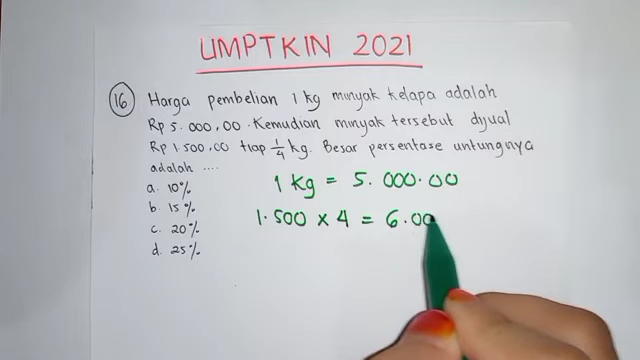 UMPTKIN 2021
16 Harga pembelian 1 kg minyak kelapa adalah
Rp 5.000,00. Kemudian minyak tersebut dijual
Rp 1.500,00 tiap 1/4 kg. Besar persentase untungnya
adalah ....
a. 10%
b. 15%
c. 20%
d. 25%
1 kg = 5.000.00
1.500 x 4 = 6.00